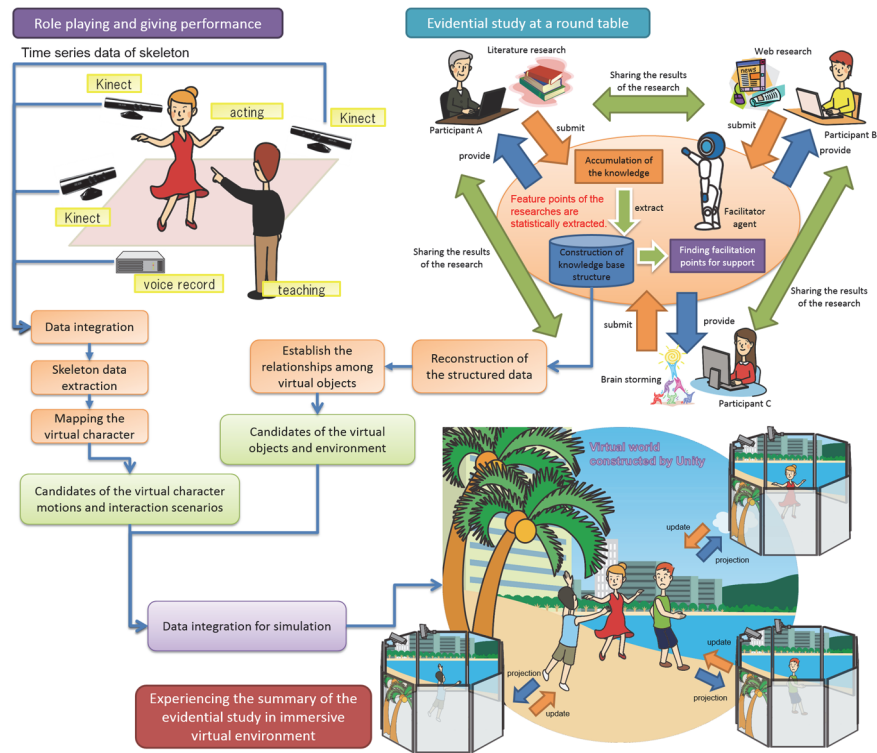 Role playing and giving performance
Time series data of skeleton
Kinect
acting
Kinect
Kinect
voice record
teaching
Data integration
Skeleton data
extraction
Mapping the
virtual character
Candidates of the virtual character
motions and interaction scenarios
Evidential study at a round table
Literature research
Web research
news
Sharing the results
of the research
Participant A
Participant B
submit
submit
provide
provide
Accumulation of
the knowledge
Feature points of the
researches are
statistically extracted.
extract
Facilitator
agent
Construction of
knowledge base
structure
Finding facilitation
points for support
Sharing the results
of the research
Sharing the results
of the research
submit
provide
Brain storming
Participant C
Establish the
relationships among
virtual objects
Reconstruction of
the structured data
Candidates of the virtual
objects and environment
Data integration for simulation
Virtual world
constructed by Unity
update
projection
update
projection
projection
update
Experiencing the summary of the
evidential study in immersive
virtual environment